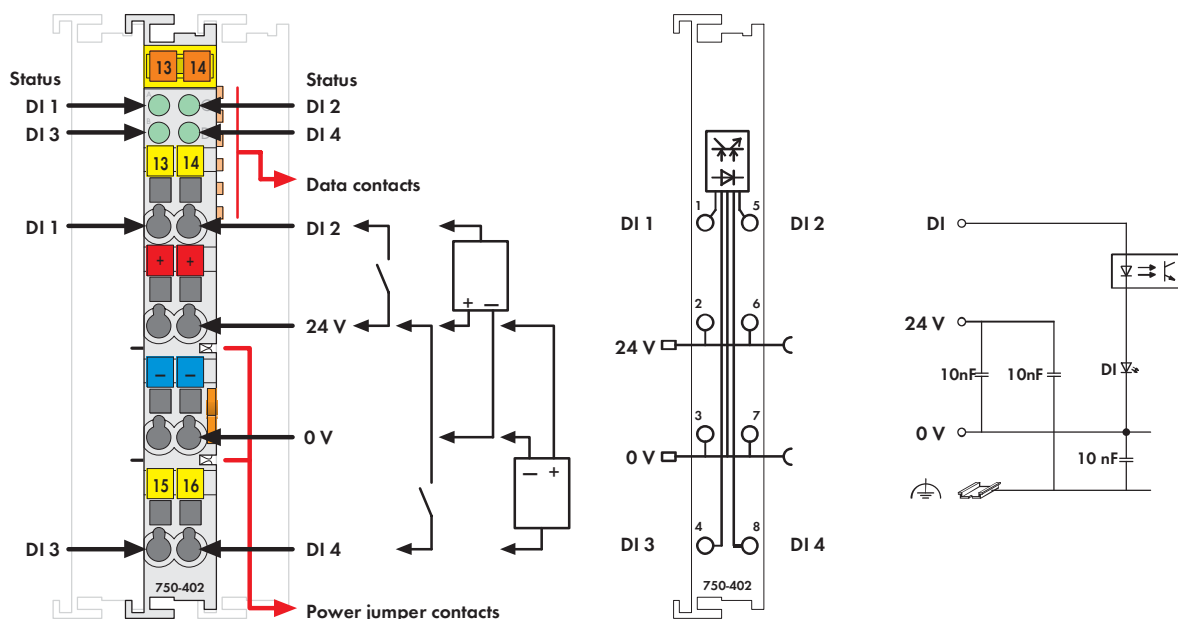 13 14
Status
Status
DI 1
DI 2
DI 3
DI 4
13 14
Data contacts
DI 1
DI 2
+ +
24 V
+ −
− −
0 V
− +
15 16
DI 3
DI 4
750-402
Power jumper contacts
1 5
DI 1
DI 2
2 6
24 V
3 7
0 V
4 8
DI 3
DI 4
750-402
DI
24 V
10nF
10nF
DI
0 V
10 nF